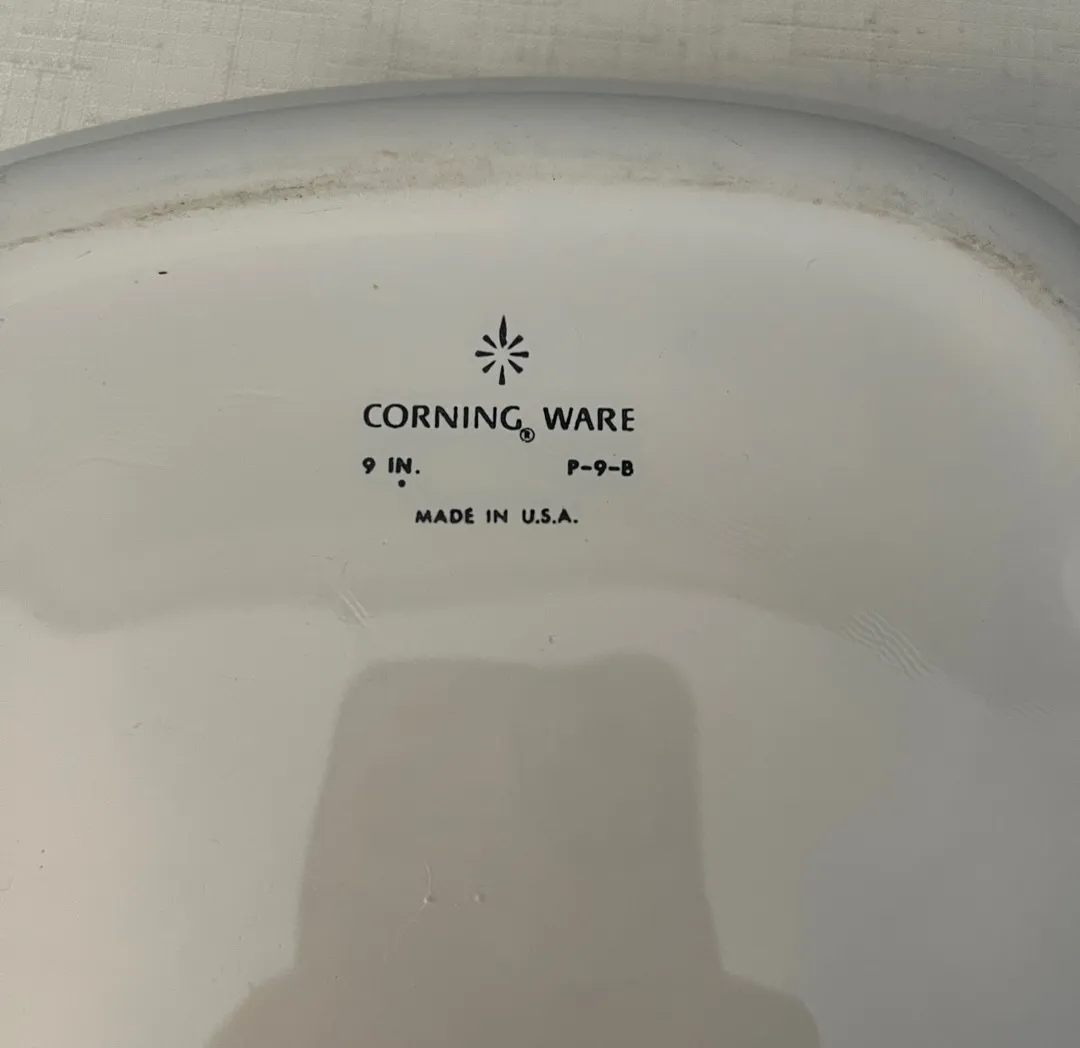 CORNING® WARE
9 IN. P-9-B
MADE IN U.S.A.